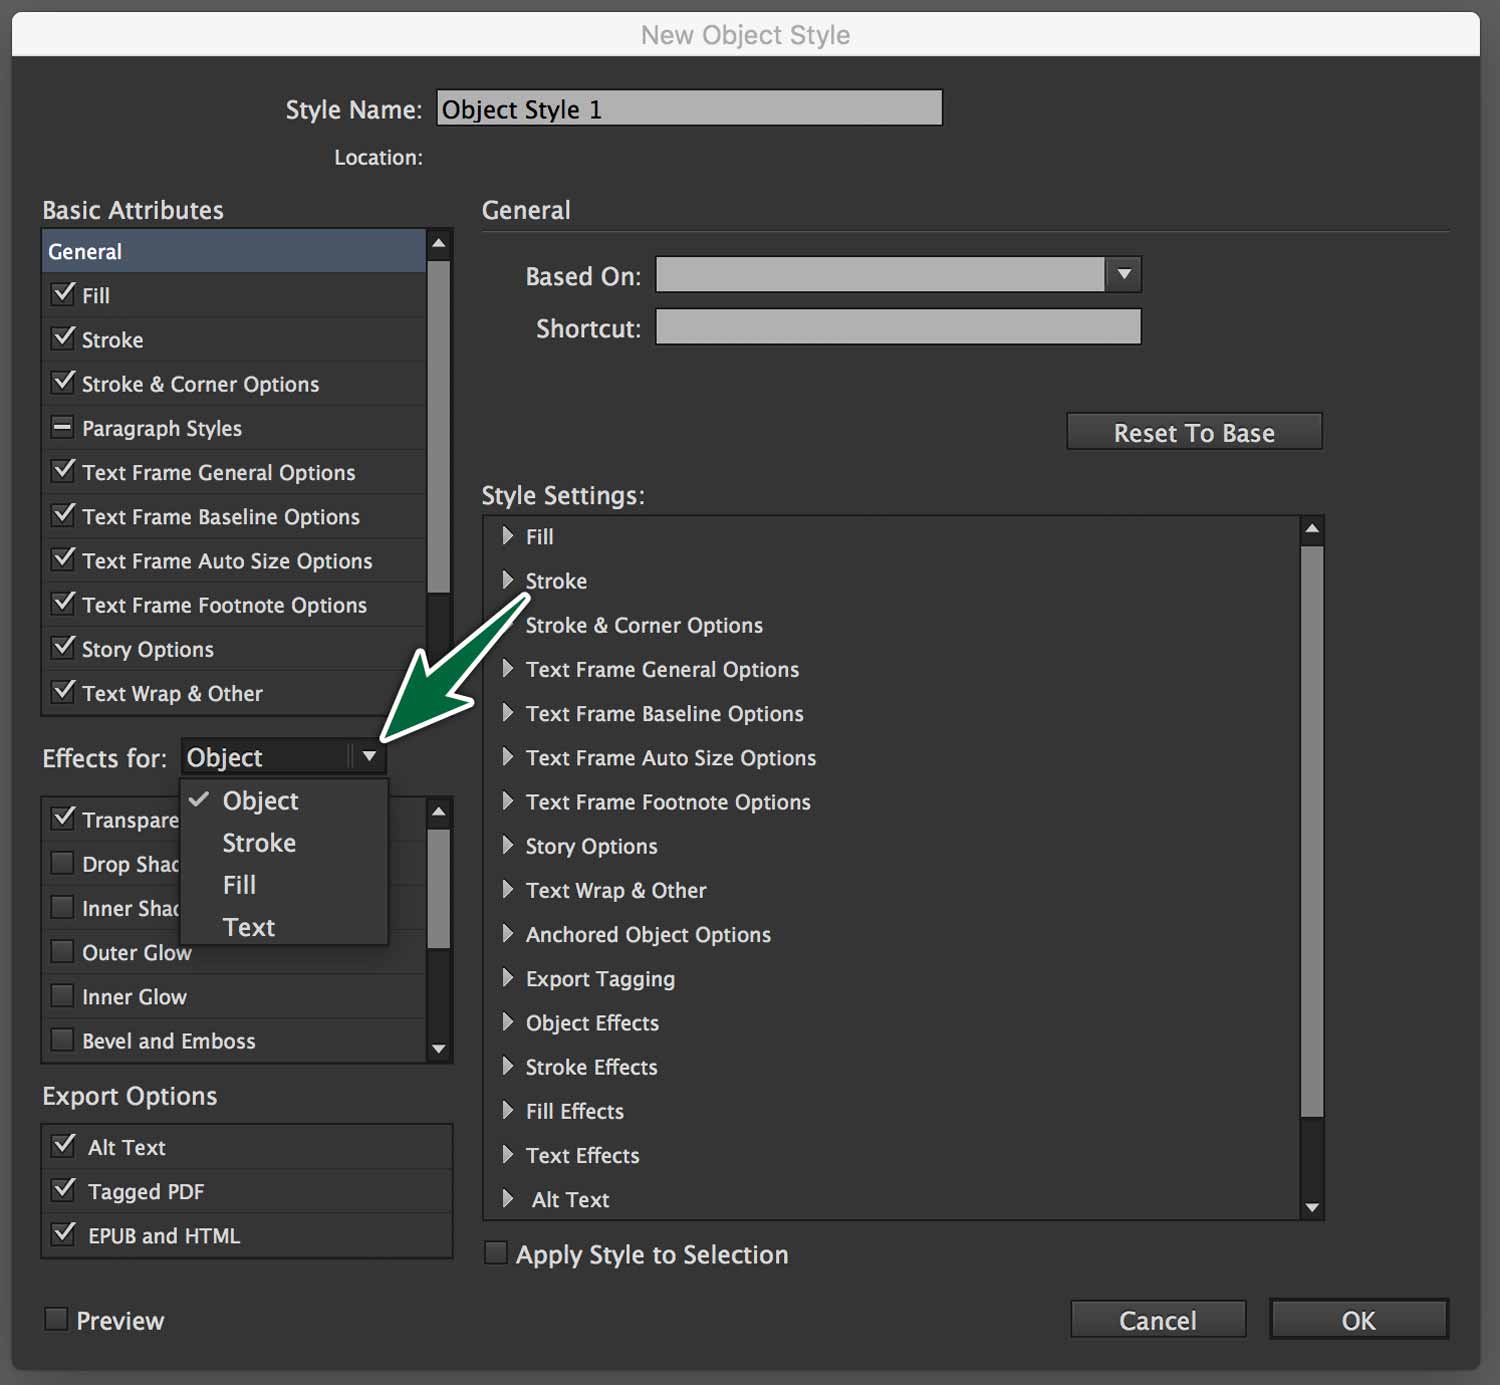 New Object Style
Style Name: Object Style 1
Location:
Basic Attributes
General
Fill
Stroke
Stroke & Corner Options
Paragraph Styles
Text Frame General Options
Text Frame Baseline Options
Text Frame Auto Size Options
Text Frame Footnote Options
Story Options
Text Wrap & Other
Effects for: Object
Object
Stroke
Fill
Text
Transpare
Drop Shad
Inner Shad
Outer Glow
Inner Glow
Bevel and Emboss
Export Options
Alt Text
Tagged PDF
EPUB and HTML
Preview
General
Based On:
Shortcut:
Reset To Base
Style Settings:
Fill
Stroke
Stroke & Corner Options
Text Frame General Options
Text Frame Baseline Options
Text Frame Auto Size Options
Text Frame Footnote Options
Story Options
Text Wrap & Other
Anchored Object Options
Export Tagging
Object Effects
Stroke Effects
Fill Effects
Text Effects
Alt Text
Apply Style to Selection
Cancel
OK